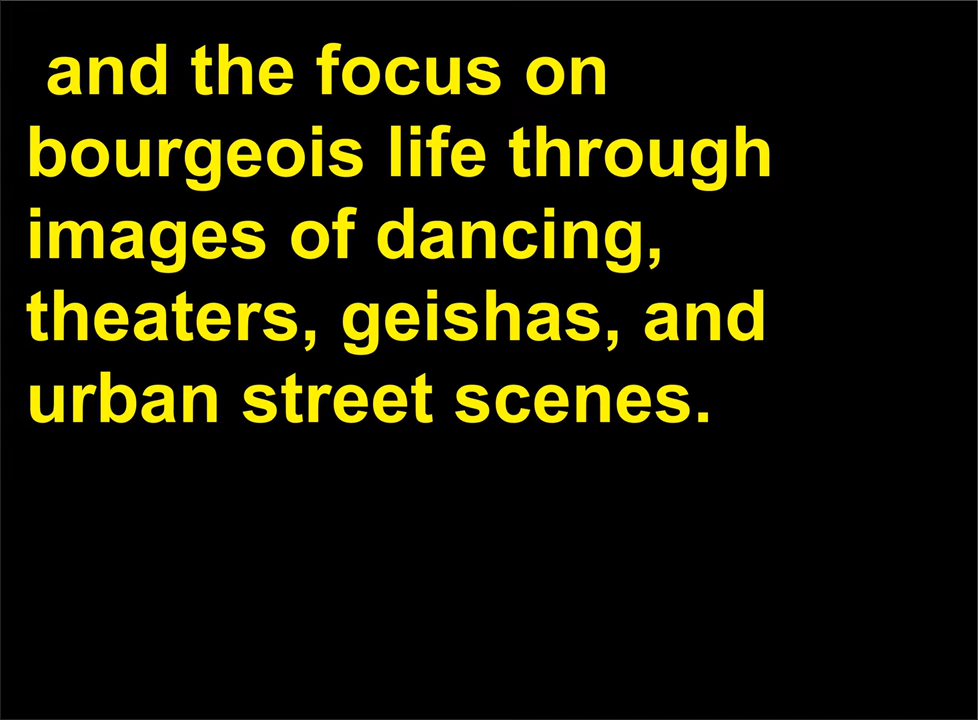 and the focus on
bourgeois life through
images of dancing,
theaters, geishas, and
urban street scenes.